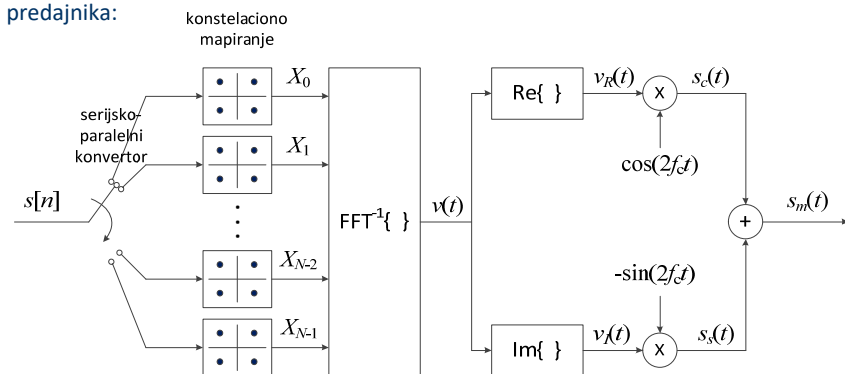 predajnika:
konstelaciono
mapiranje
serijsko-
paralelni
konvertor
s[n]
X0
X1
XN-2
XN-1
FFT-1{ }
v(t)
Re{ }
vR(t)
x
sc(t)
cos(2fct)
+
sm(t)
-sin(2fct)
Im{ }
vI(t)
x
ss(t)